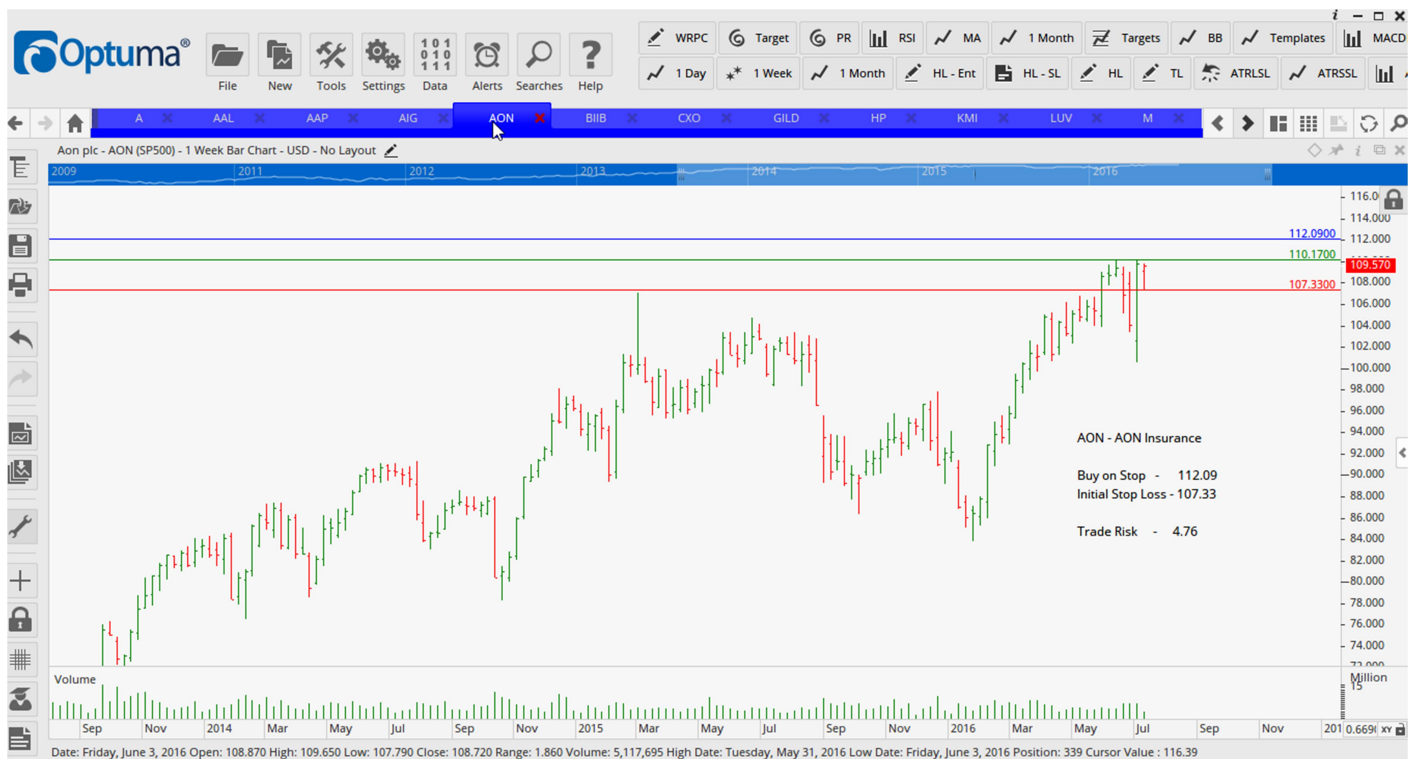 Optuma®
File New Tools Settings Data Alerts Searches Help
WRPC Target PR RSI MA 1 Month Targets BB Templates MACD
1 Day 1 Week 1 Month HL - Ent HL - SL HL TL ATRLSL ATRSSL
A AAL AAP AIG AON BIIB CXO GILD HP KMI LUV M
Aon plc - AON (SP500) - 1 Week Bar Chart - USD - No Layout
2009 2011 2012 2013 2014 2015 2016
114.000
112.0900
112.000
110.1700
109.570
108.000
107.3300
106.000
104.000
102.000
100.000
98.000
96.000
94.000
AON - AON Insurance
92.000
90.000
Buy on Stop - 112.09
88.000
Initial Stop Loss - 107.33
86.000
Trade Risk - 4.76
84.000
82.000
80.000
78.000
76.000
74.000
72.000
Volume
Million
15
Sep Nov 2014 Mar May Jul Sep Nov 2015 Mar May Jul Sep Nov 2016 Mar May Jul Sep Nov 201 0.669 XY
Date: Friday, June 3, 2016 Open: 108.870 High: 109.650 Low: 107.790 Close: 108.720 Range: 1.860 Volume: 5,117,695 High Date: Tuesday, May 31, 2016 Low Date: Friday, June 3, 2016 Position: 339 Cursor Value : 116.39